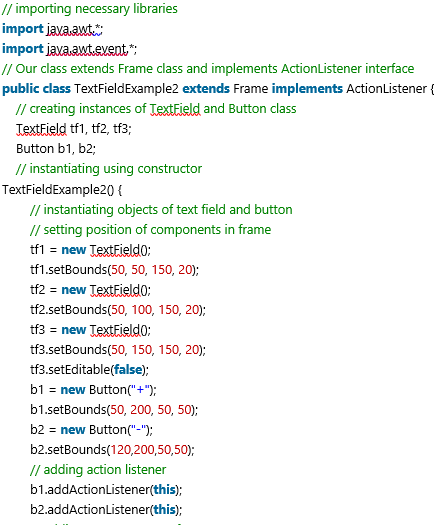 // importing necessary libraries
import java.awt.*;
import java.awt.event.*;
// Our class extends Frame class and implements ActionListener interface
public class TextFieldExample2 extends Frame implements ActionListener {
// creating instances of TextField and Button class
TextField tf1, tf2, tf3;
Button b1, b2;
// instantiating using constructor
TextFieldExample2() {
// instantiating objects of text field and button
// setting position of components in frame
tf1 = new TextField();
tf1.setBounds(50, 50, 150, 20);
tf2 = new TextField();
tf2.setBounds(50, 100, 150, 20);
tf3 = new TextField();
tf3.setBounds(50, 150, 150, 20);
tf3.setEditable(false);
b1 = new Button("+");
b1.setBounds(50, 200, 50, 50);
b2 = new Button("-");
b2.setBounds(120,200,50,50);
// adding action listener
b1.addActionListener(this);
b2.addActionListener(this);